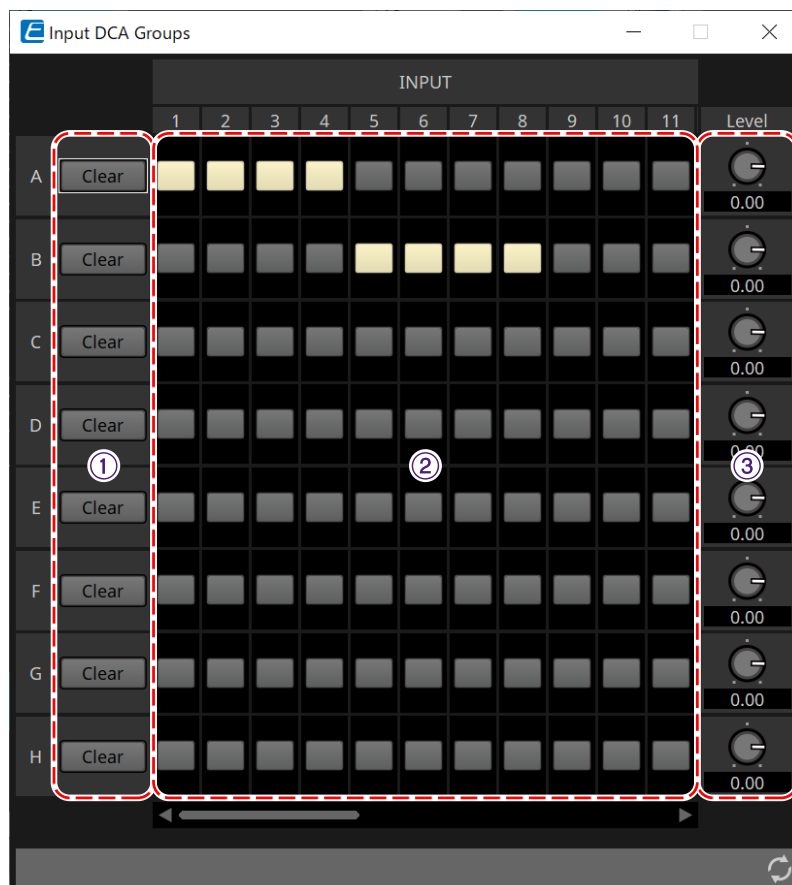 Input DCA Groups
INPUT
1 2 3 4 5 6 7 8 9 10 11 Level
A Clear 0.00
B Clear 0.00
C Clear 0.00
D Clear 0.00
① ② ③
E Clear 0.00
F Clear 0.00
G Clear 0.00
H Clear 0.00